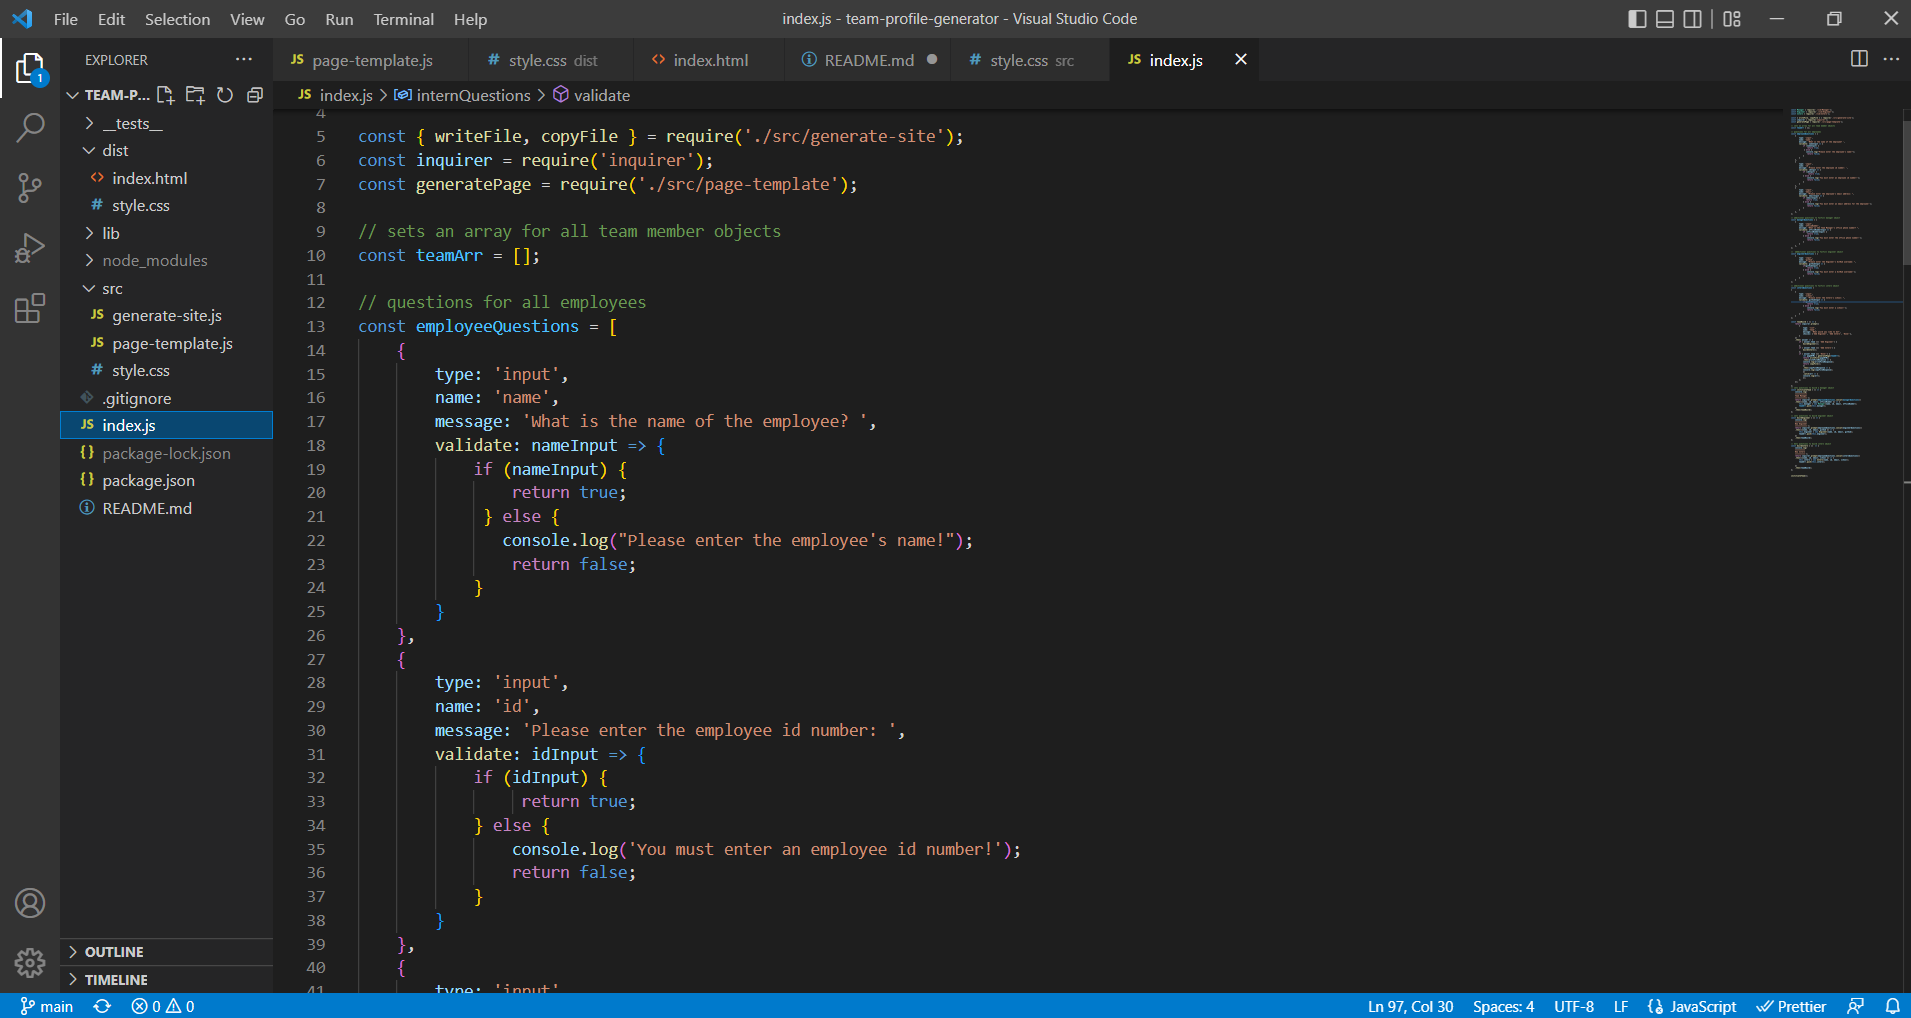 File Edit Selection View Go Run Terminal Help
index.js - team-profile-generator - Visual Studio Code
EXPLORER
JS page-template.js
# style.css dist
<> index.html
README.md
# style.css src
JS index.js
TEAM-P...
JS index.js > internQuestions > validate
1
__tests__
dist
<> index.html
# style.css
lib
node_modules
src
JS generate-site.js
JS page-template.js
# style.css
.gitignore
JS index.js
{} package-lock.json
{} package.json
README.md
OUTLINE
TIMELINE
4
5 const { writeFile, copyFile } = require('./src/generate-site');
6 const inquirer = require('inquirer');
7 const generatePage = require('./src/page-template');
8
9 // sets an array for all team member objects
10 const teamArr = [];
11
12 // questions for all employees
13 const employeeQuestions = [
14 {
15 type: 'input',
16 name: 'name',
17 message: 'What is the name of the employee? ',
18 validate: nameInput => {
19 if (nameInput) {
20 return true;
21 } else {
22 console.log("Please enter the employee's name!");
23 return false;
24 }
25 }
26 },
27 {
28 type: 'input',
29 name: 'id',
30 message: 'Please enter the employee id number: ',
31 validate: idInput => {
32 if (idInput) {
33 return true;
34 } else {
35 console.log('You must enter an employee id number!');
36 return false;
37 }
38 }
39 },
40 {
41 type: 'input'
main 0 0 Ln 97, Col 30 Spaces: 4 UTF-8 LF JavaScript Prettier